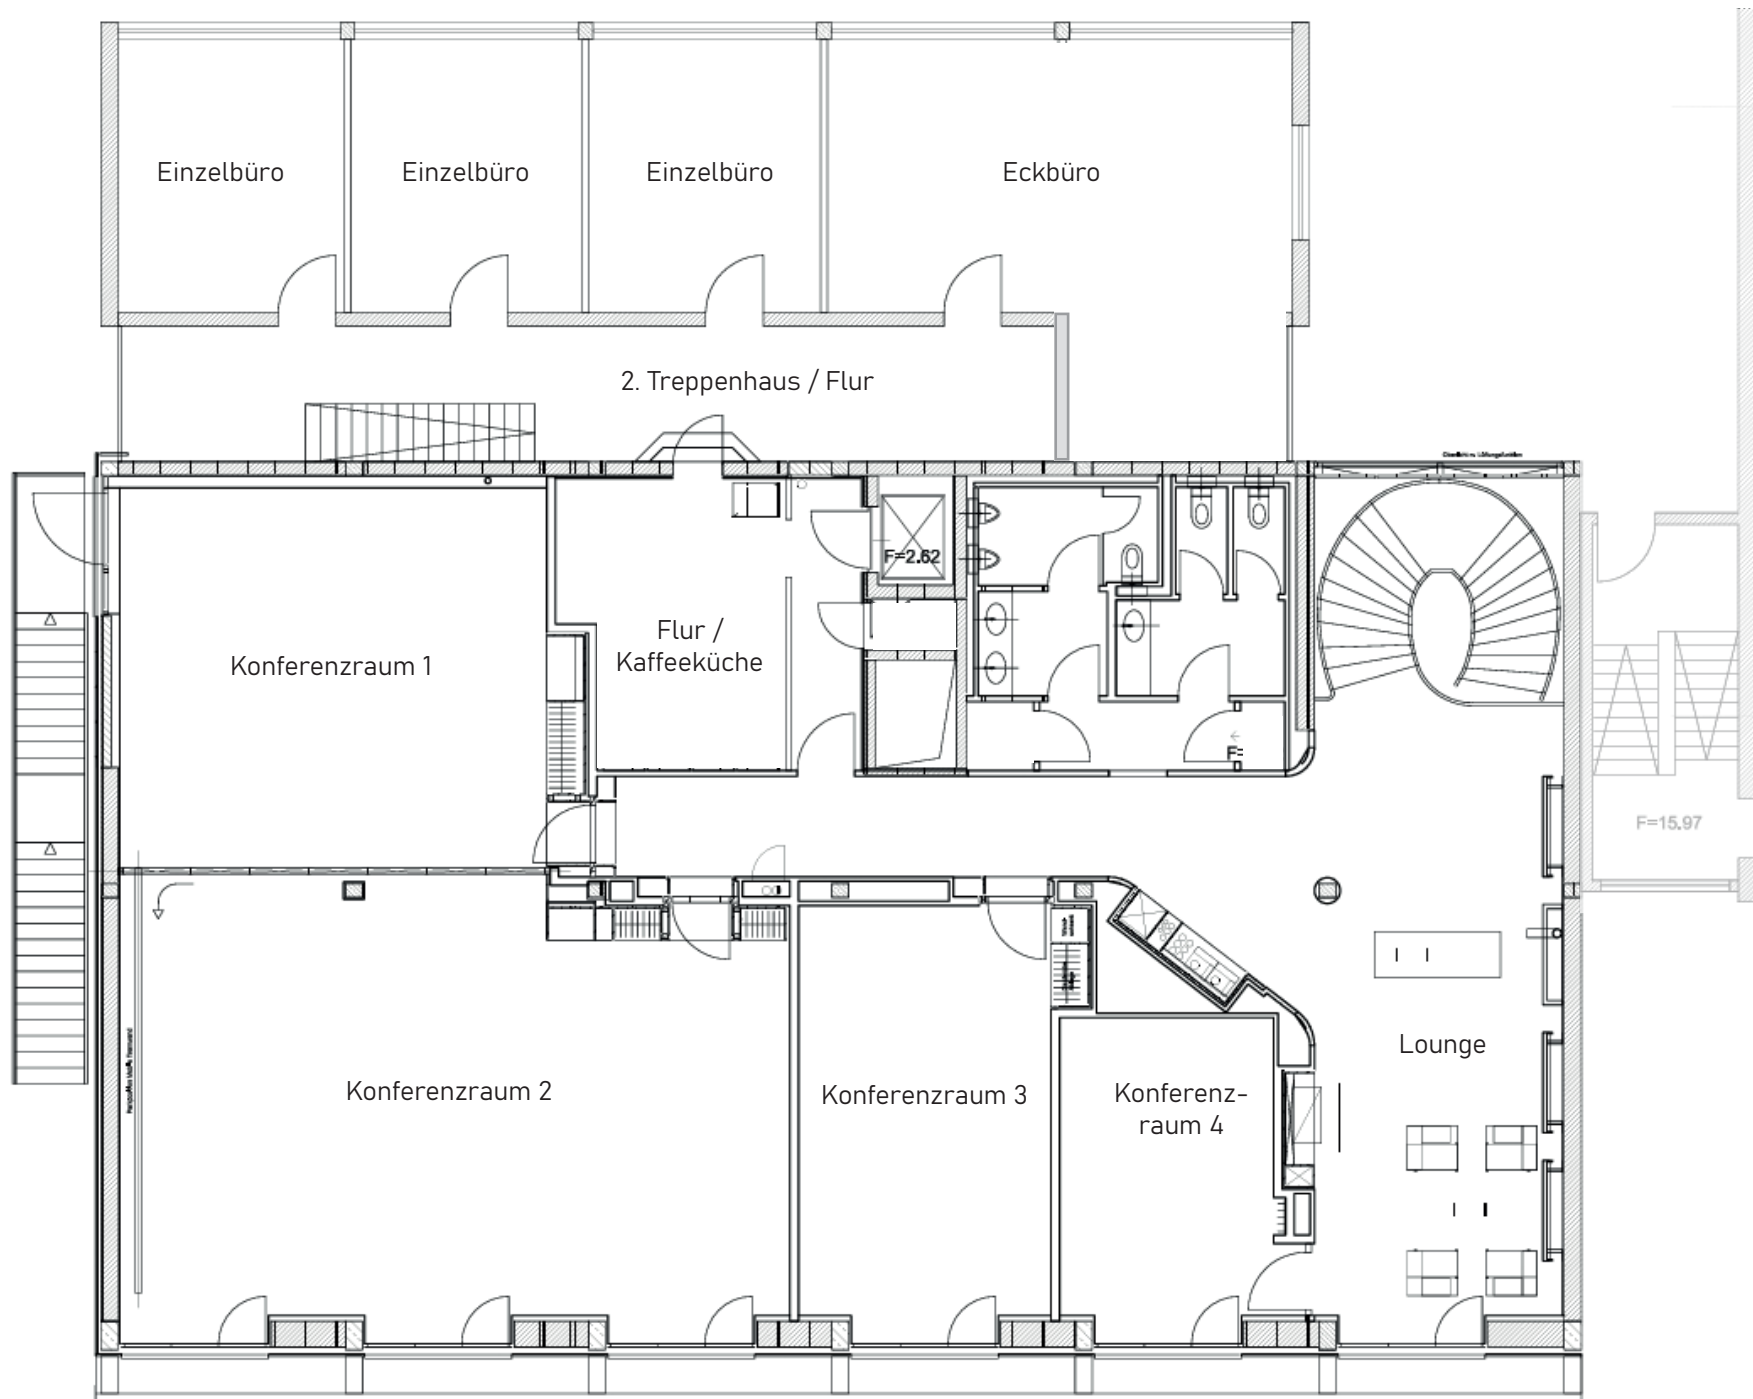 Einzelbüro
Einzelbüro
Einzelbüro
Eckbüro
2. Treppenhaus / Flur
F=2.62
Flur /
Kaffeeküche
Konferenzraum 1
F=
F=15.97
Lounge
Konferenzraum 2
Konferenzraum 3
Konferenz-
raum 4